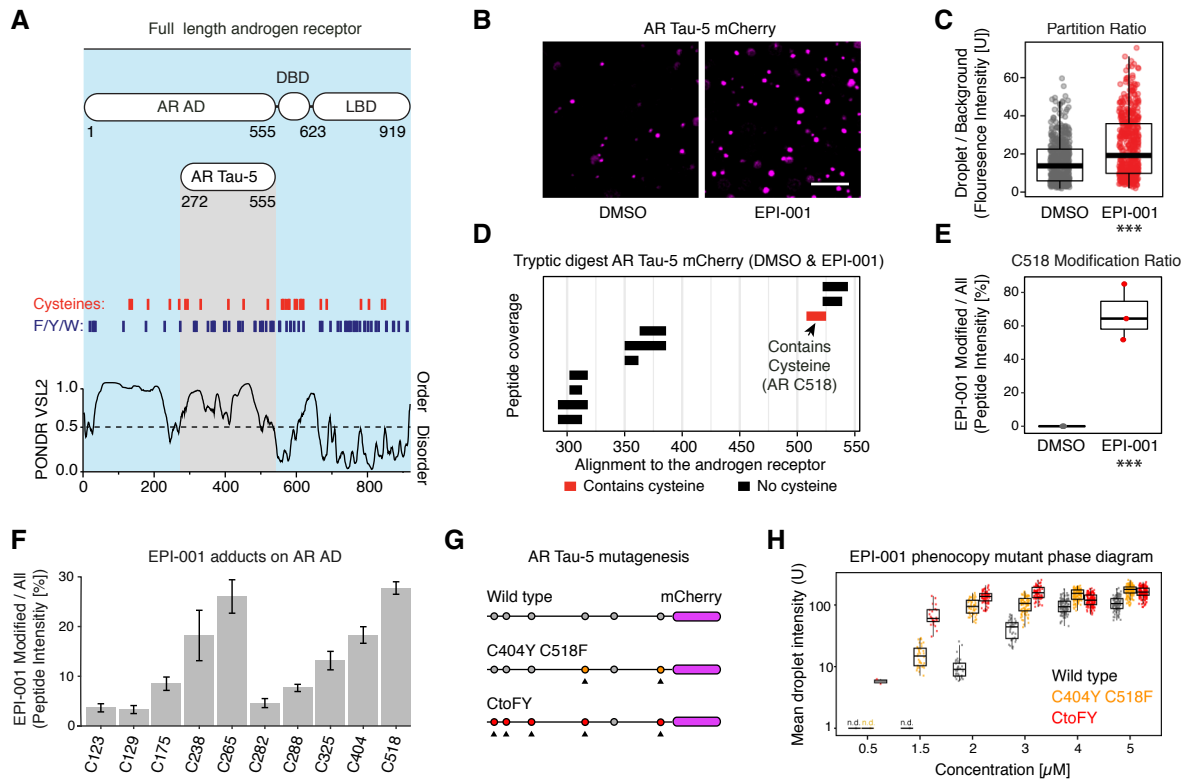 A
Full length androgen receptor
DBD
AR AD
LBD
1
555
623
919
AR Tau-5
272
555
Cysteines:
F/Y/W:
PONDR VSL2
1.0
0.5
0.0
Order
Disorder
0
200
400
600
800
B
AR Tau-5 mCherry
DMSO
EPI-001
C
Partition Ratio
Droplet / Background
(Flouresence Intensitiy [U])
60
40
20
0
DMSO
EPI-001
***
D
Tryptic digest AR Tau-5 mCherry (DMSO & EPI-001)
Peptide coverage
Contains
Cysteine
(AR C518)
300
350
400
450
500
550
Alignment to the androgen receptor
Contains cysteine
No cysteine
E
C518 Modification Ratio
EPI-001 Modified / All
(Peptide Intensity [%])
80
60
40
20
0
DMSO
EPI-001
***
F
EPI-001 adducts on AR AD
EPI-001 Modified / All
(Peptide Intensity [%])
30
20
10
0
C123
C129
C175
C238
C265
C282
C288
C325
C404
C518
G
AR Tau-5 mutagenesis
Wild type
mCherry
C404Y C518F
CtoFY
H
EPI-001 phenocopy mutant phase diagram
Mean droplet intensity (U)
100
10
1
n.d.
n.d.
n.d.
Wild type
C404Y C518F
CtoFY
0.5
1.5
2
3
4
5
Concentration [µM]